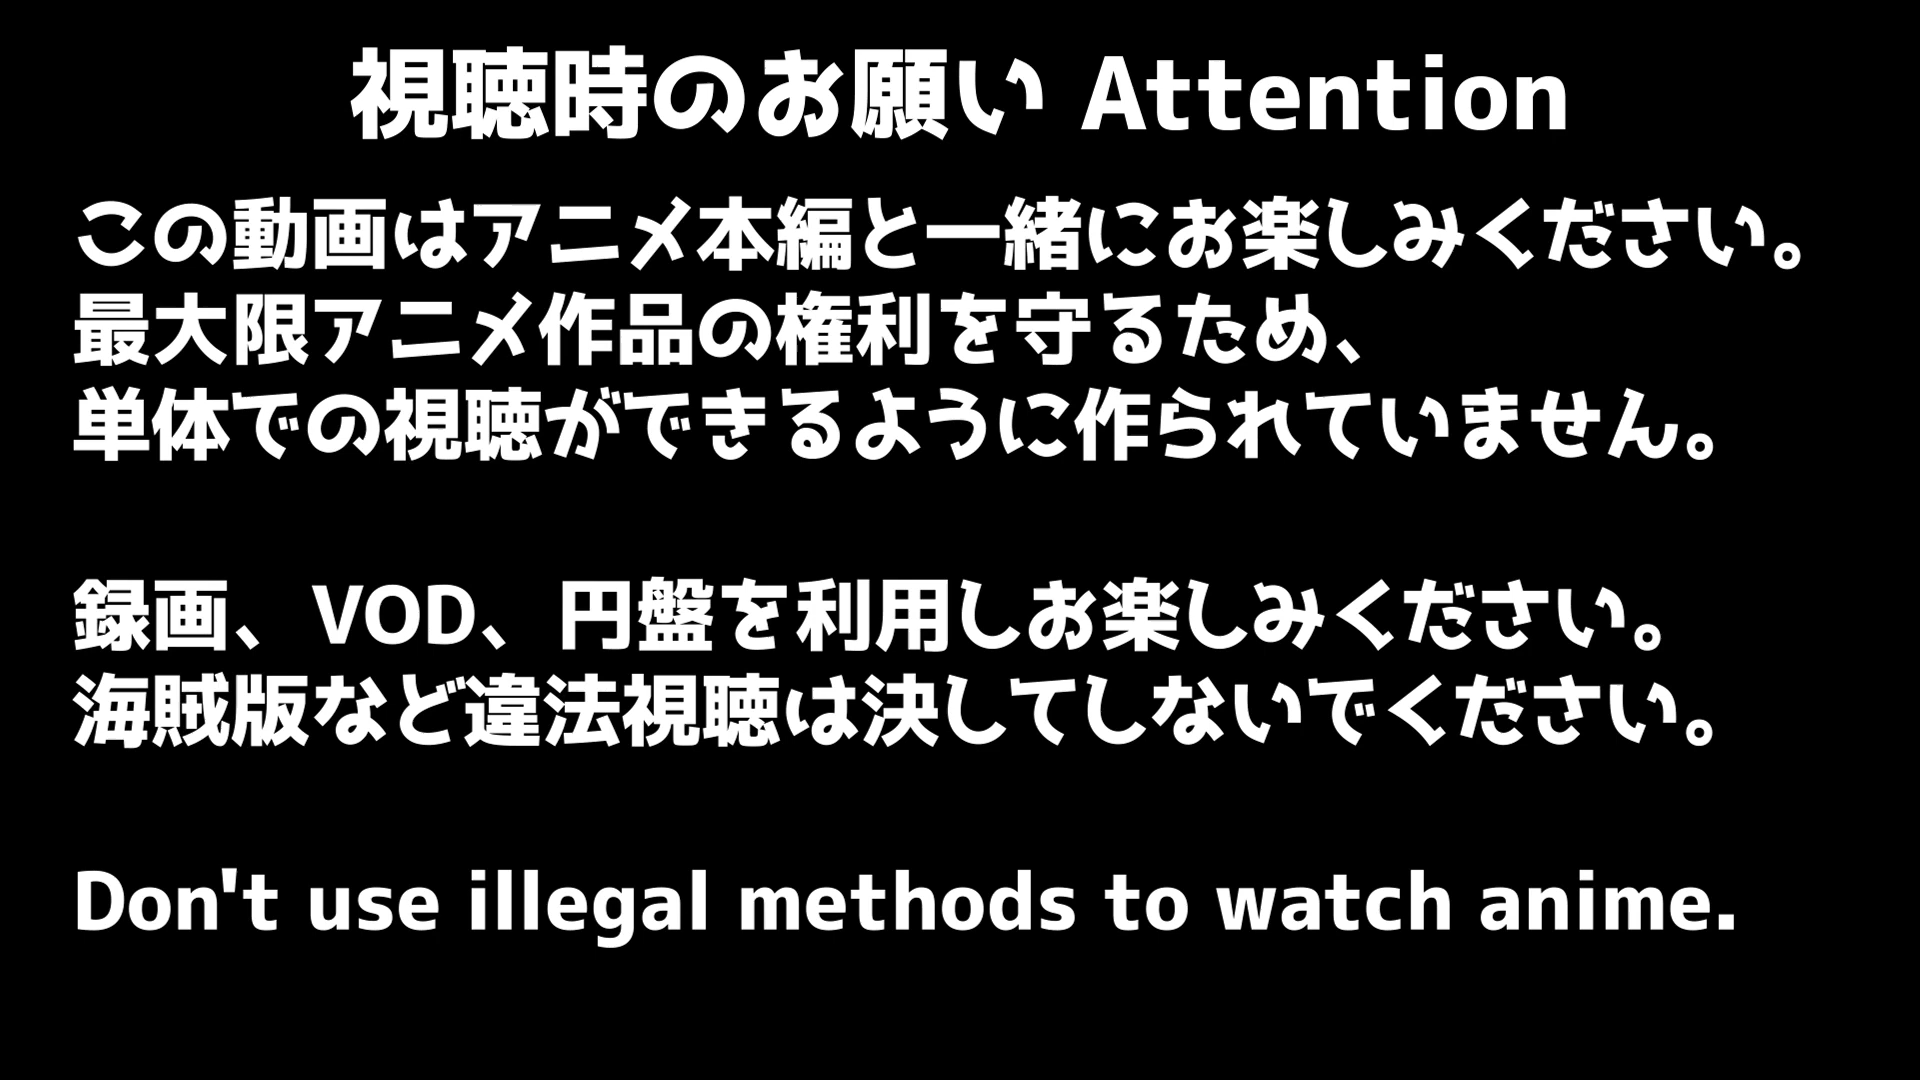 視聴時のお願い Attention
この動画はアニメ本編と一緒にお楽しみください。
最大限アニメ作品の権利を守るため、
単体での視聴ができるように作られていません。
録画、VOD、円盤を利用しお楽しみください。
海賊版など違法視聴は決してしないでください。
Don't use illegal methods to watch anime.